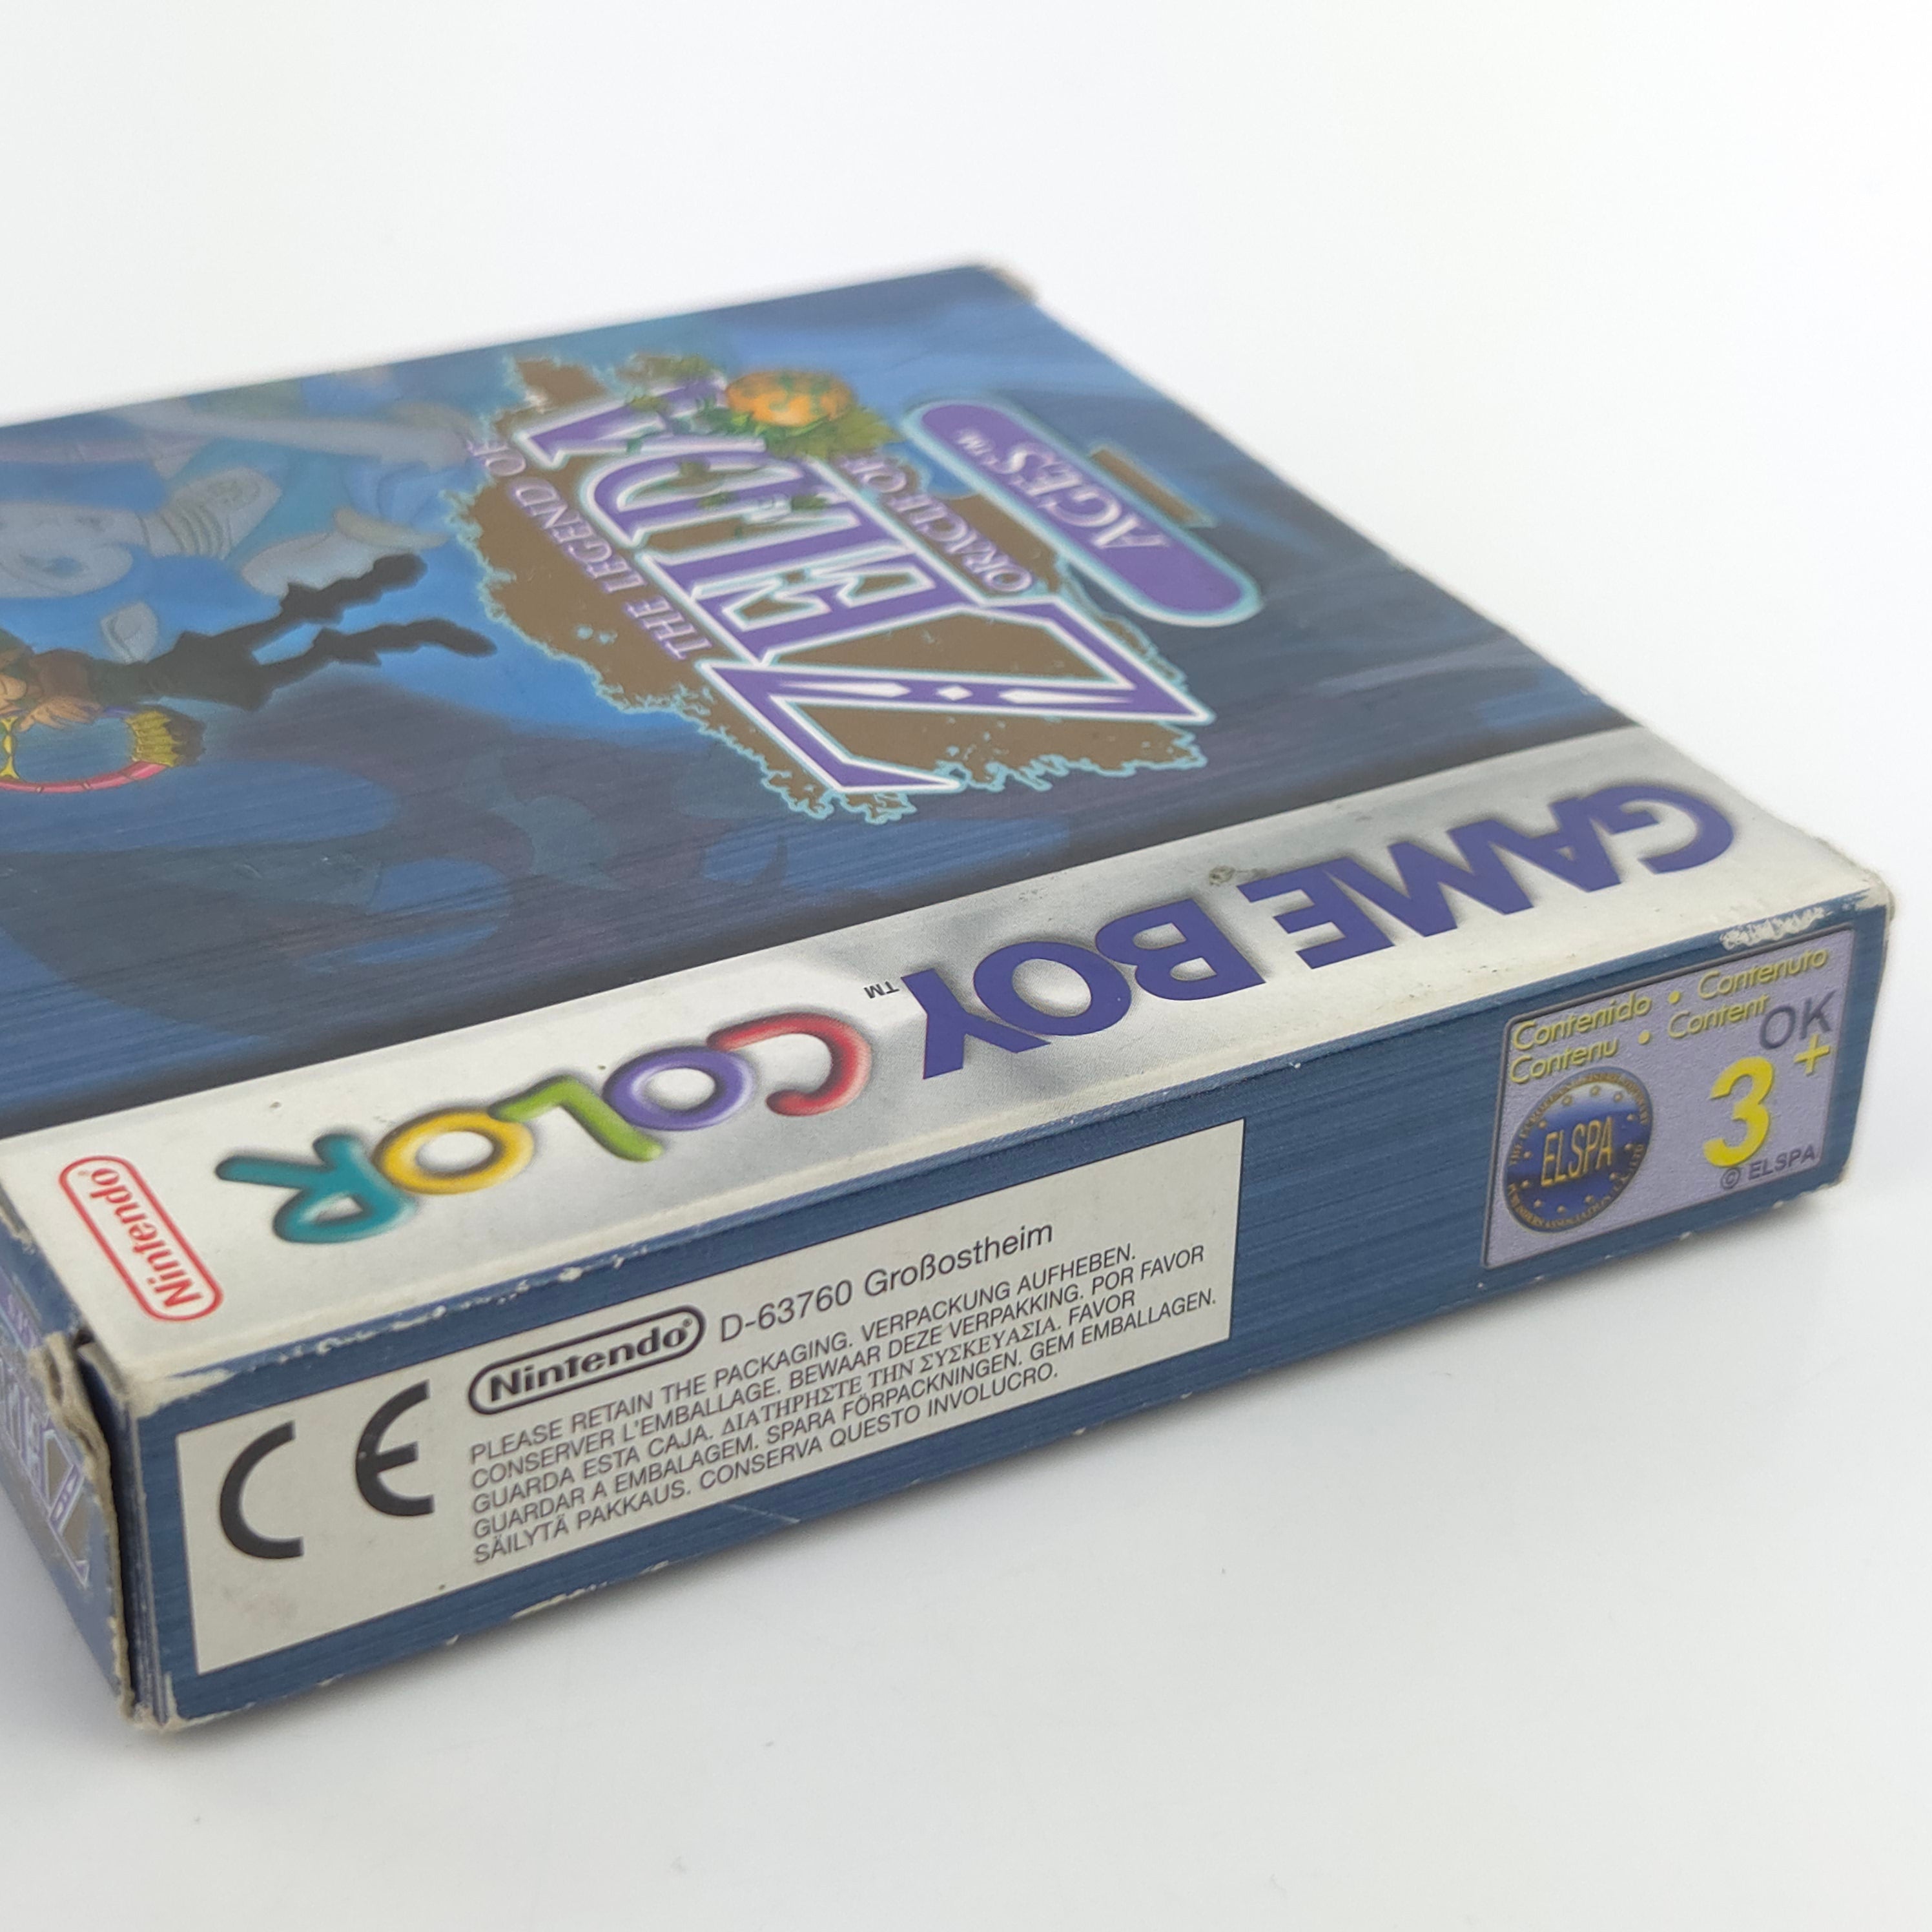 THE LEGEND OF
ZELDA
ORACLE OF
AGES™
GAME BOY™
COLOR
Nintendo®
Nintendo® D-63760 Großostheim
PLEASE RETAIN THE PACKAGING. VERPACKUNG AUFHEBEN.
CONSERVER L'EMBALLAGE. BEWAAR DEZE VERPAKKING. POR FAVOR
GUARDA ESTA CAJA. ΔΙΑΤΗΡΗΣΤΕ ΤΗΝ ΣΥΣΚΕΥΑΣΙΑ. FAVOR
GUARDAR A EMBALAGEM. SPARA FÖRPACKNINGEN. GEM EMBALLAGEN.
SÄILYTÄ PAKKAUS. CONSERVA QUESTO INVOLUCRO.
CE
Contenido • Contenuto
Contenu • Content OK
ELSPA
3+
© ELSPA